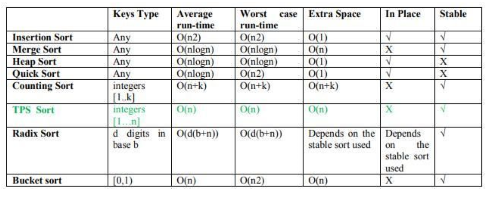 Keys Type Average run-time Worst case run-time Extra Space In Place Stable
Insertion Sort Any O(n2) O(n2) O(1) √ √
Merge Sort Any O(nlogn) O(nlogn) O(n) X √
Heap Sort Any O(nlogn) O(nlogn) O(1) √ X
Quick Sort Any O(nlogn) O(n2) O(1) √ X
Counting Sort integers [1..k] O(n+k) O(n+k) O(n+k) X √
TPS Sort integers [1…n] O(n) O(n) O(n) X √
Radix Sort d digits in base b O(d(b+n)) O(d(b+n)) Depends on the stable sort used Depends on the stable sort used √
Bucket sort [0,1) O(n) O(n2) O(n) X √